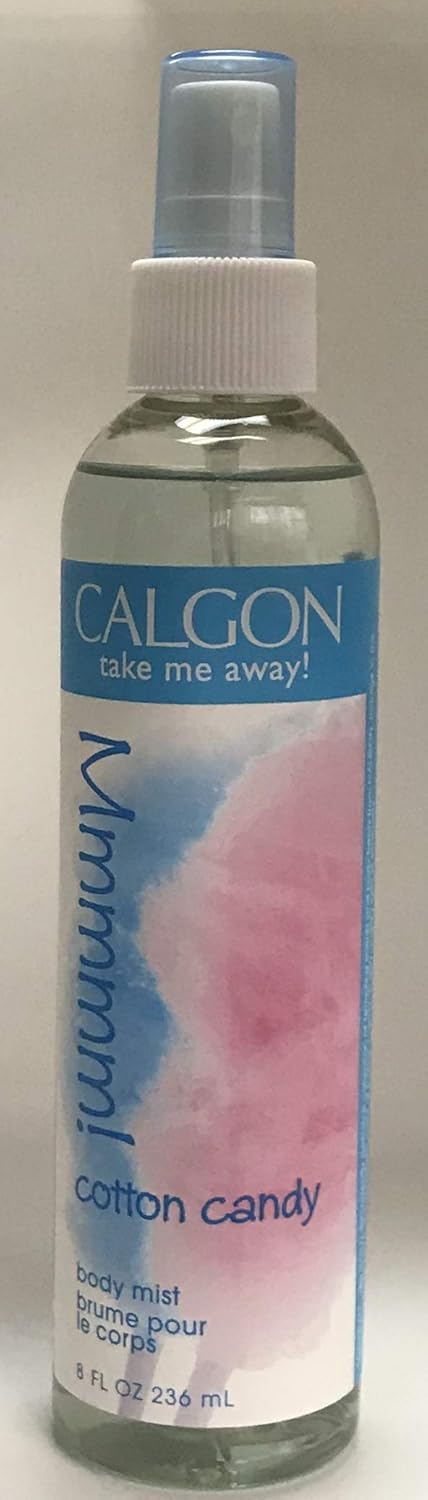 CALGON
take me away!
Mmmmm!
cotton candy
body mist
brume pour
le corps
8 FL OZ 236 mL